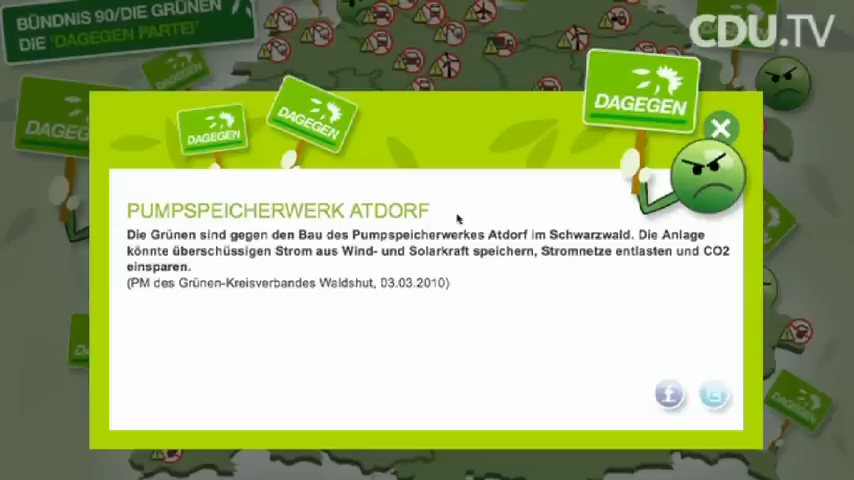 BÜNDNIS 90/DIE GRÜNEN
DIE 'DAGEGEN PARTEI'
CDU.TV
DAGEGEN
DAGEGEN
DAGEGEN
DAGEGEN
DAGEGEN
DAGEGEN
PUMPSPEICHERWERK ATDORF
Die Grünen sind gegen den Bau des Pumpspeicherwerkes Atdorf im Schwarzwald. Die Anlage
könnte überschüssigen Strom aus Wind- und Solarkraft speichern, Stromnetze entlasten und CO2
einsparen.
(PM des Grünen-Kreisverbandes Waldshut, 03.03.2010)